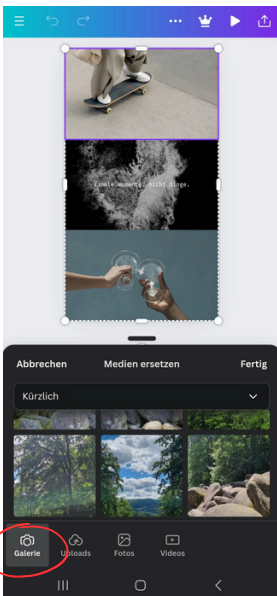 Sammle momente, nicht dinge.
Abbrechen Medien ersetzen Fertig
Kürzlich
Galerie Uploads Fotos Videos